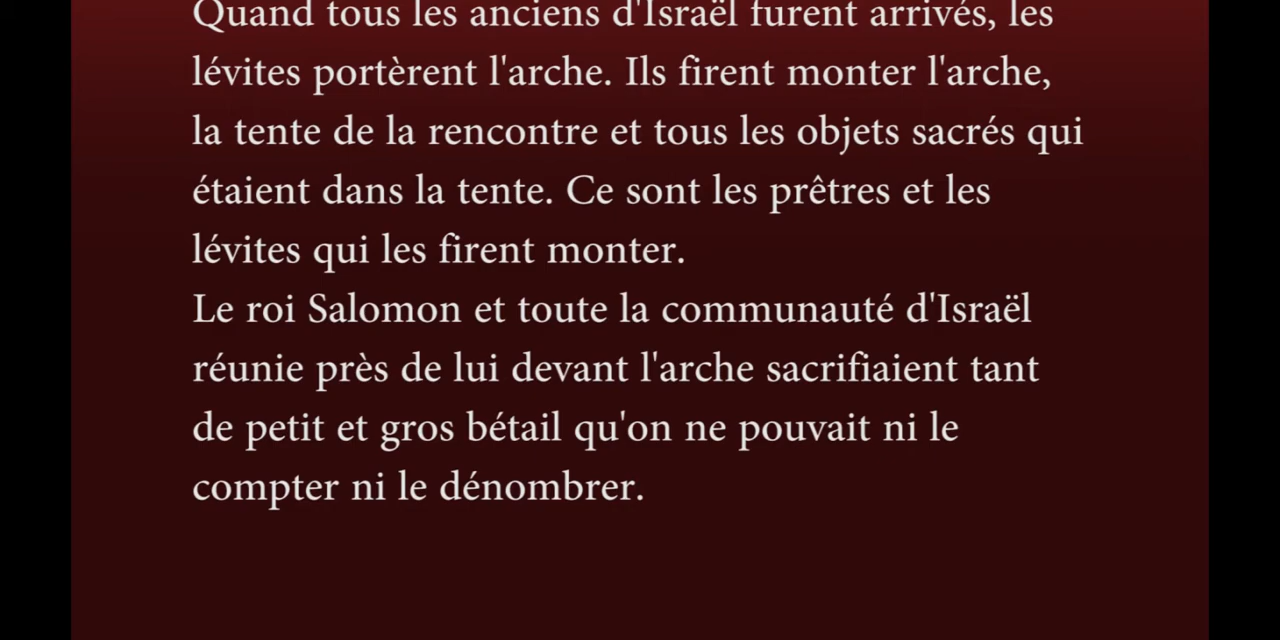 Quand tous les anciens d'Israël furent arrivés, les
lévites portèrent l'arche. Ils firent monter l'arche,
la tente de la rencontre et tous les objets sacrés qui
étaient dans la tente. Ce sont les prêtres et les
lévites qui les firent monter.
Le roi Salomon et toute la communauté d'Israël
réunie près de lui devant l'arche sacrifiaient tant
de petit et gros bétail qu'on ne pouvait ni le
compter ni le dénombrer.